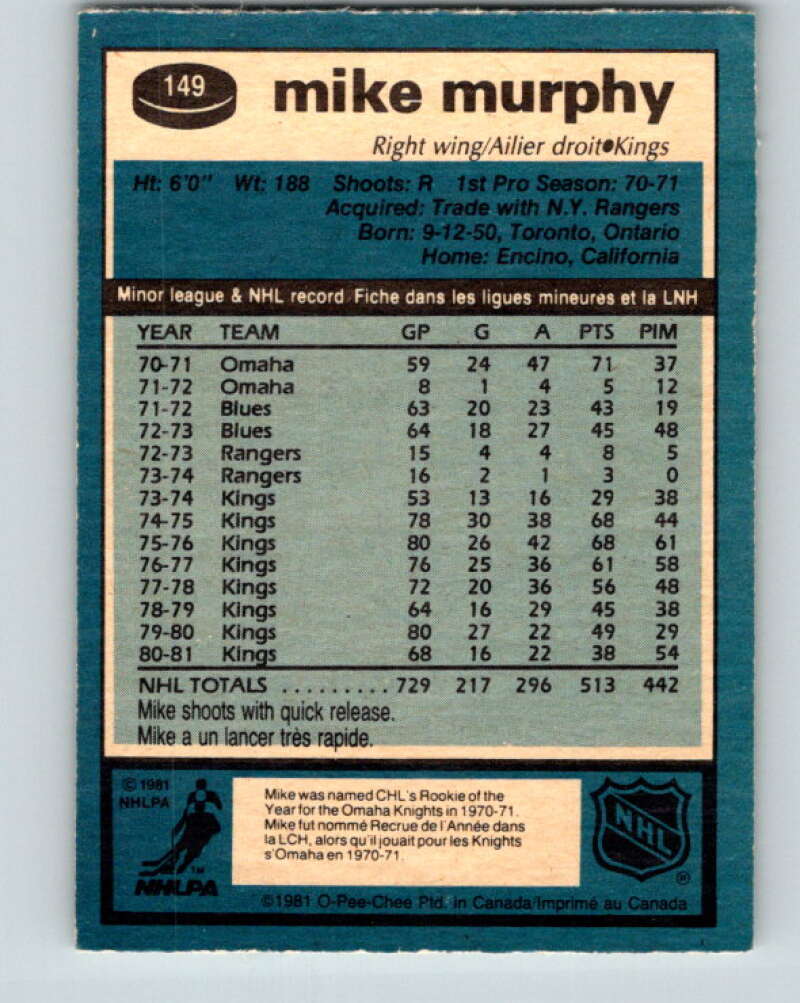 149
mike murphy
Right wing/Ailier droit•Kings
Ht: 6'0" Wt: 188 Shoots: R 1st Pro Season: 70-71
Acquired: Trade with N.Y. Rangers
Born: 9-12-50, Toronto, Ontario
Home: Encino, California
Minor league & NHL record Fiche dans les ligues mineures et la LNH
YEAR TEAM GP G A PTS PIM
70-71 Omaha 59 24 47 71 37
71-72 Omaha 8 1 4 5 12
71-72 Blues 63 20 23 43 19
72-73 Blues 64 18 27 45 48
72-73 Rangers 15 4 4 8 5
73-74 Rangers 16 2 1 3 0
73-74 Kings 53 13 16 29 38
74-75 Kings 78 30 38 68 44
75-76 Kings 80 26 42 68 61
76-77 Kings 76 25 36 61 58
77-78 Kings 72 20 36 56 48
78-79 Kings 64 16 29 45 38
79-80 Kings 80 27 22 49 29
80-81 Kings 68 16 22 38 54
NHL TOTALS ......... 729 217 296 513 442
Mike shoots with quick release.
Mike a un lancer très rapide.
© 1981
NHLPA
Mike was named CHL's Rookie of the
Year for the Omaha Knights in 1970-71.
Mike fut nommé Recrue de l'Année dans
la LCH, alors qu'il jouait pour les Knights
s'Omaha en 1970-71.
NHL
®
TM
NHLPA
©1981 O-Pee-Chee Ptd. in Canada/Imprimé au Canada